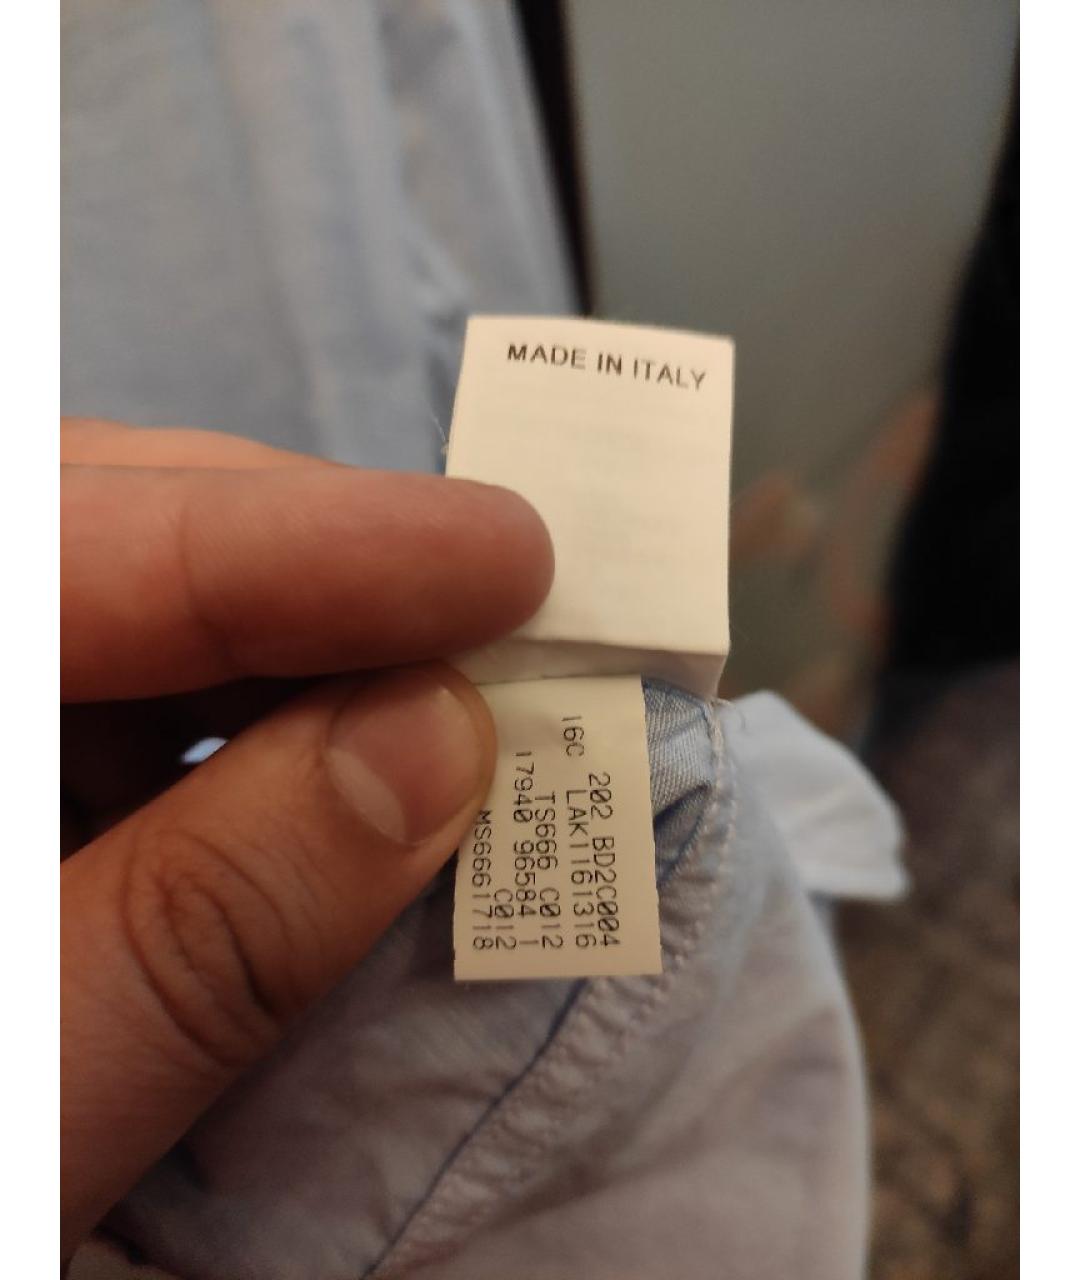 MADE IN ITALY
202 BD2C004
16C LAK1161316
TS666 C012
17940 96584 1
C012
MS6661718